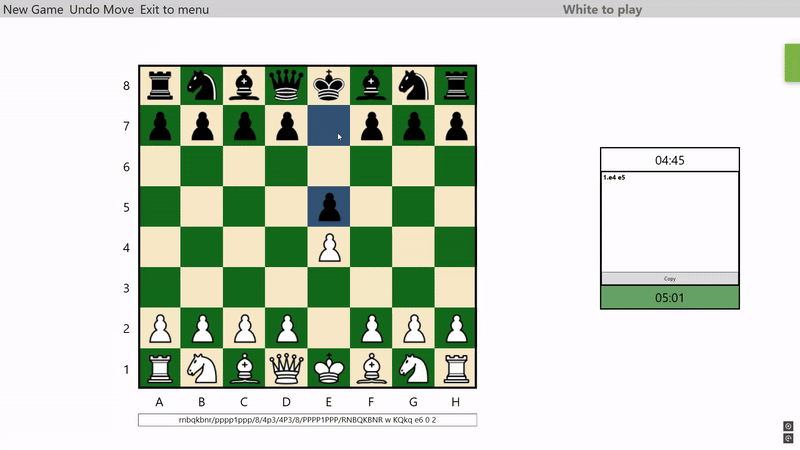 New Game Undo Move Exit to menu
White to play
8
7
6
5
4
3
2
1
A B C D E F G H
rnbqkbnr/pppp1ppp/8/4p3/4P3/8/PPPP1PPP/RNBQKBNR w KQkq e6 0 2
04:45
1.e4 e5
Copy
05:01